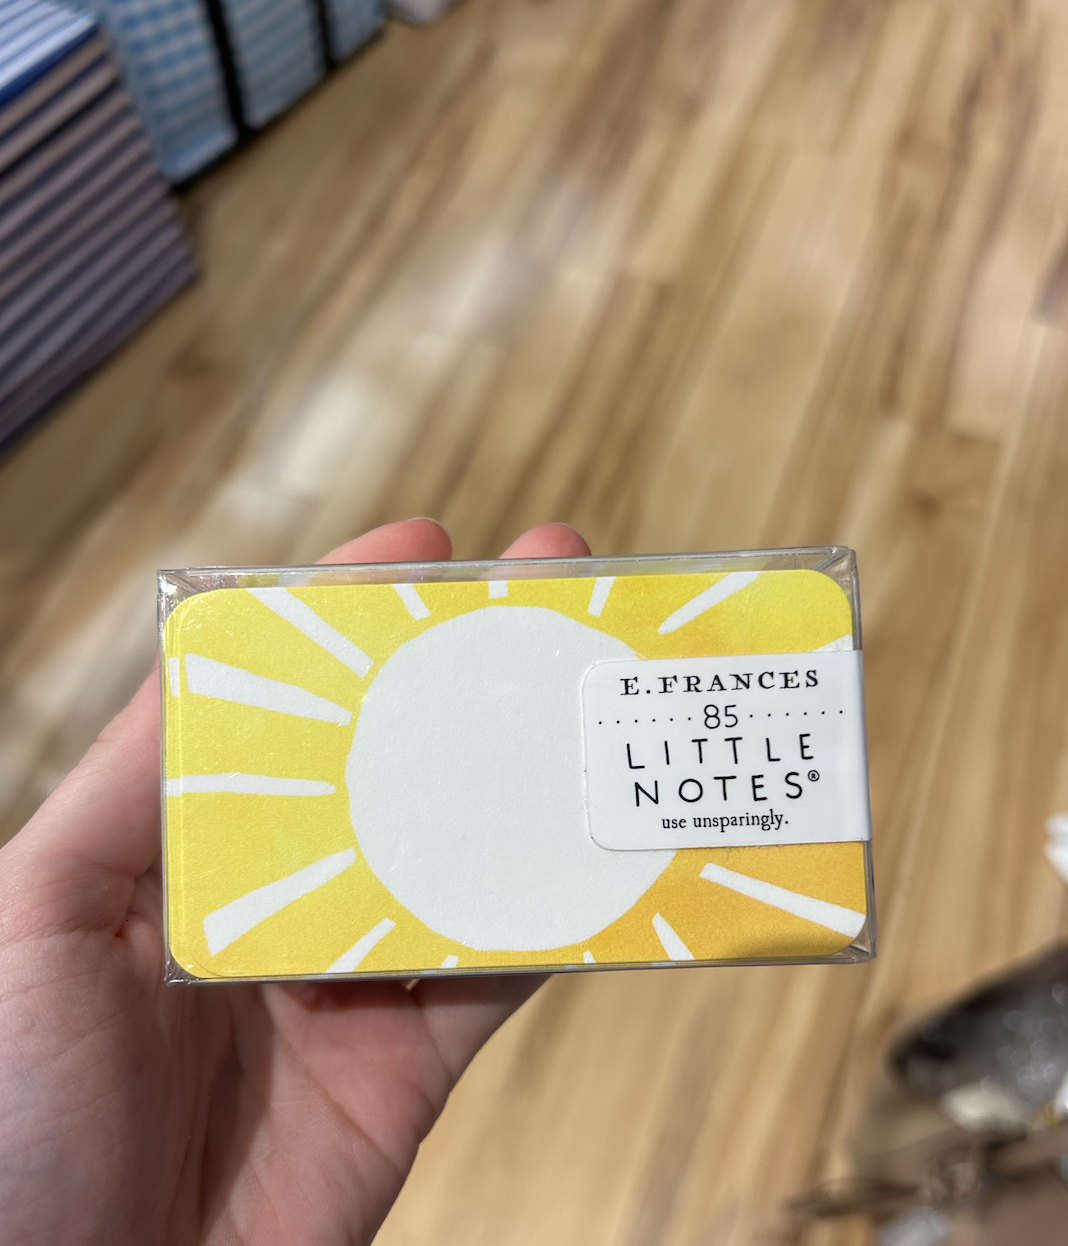 E.FRANCES
85
LITTLE
NOTES®
use unsparingly.